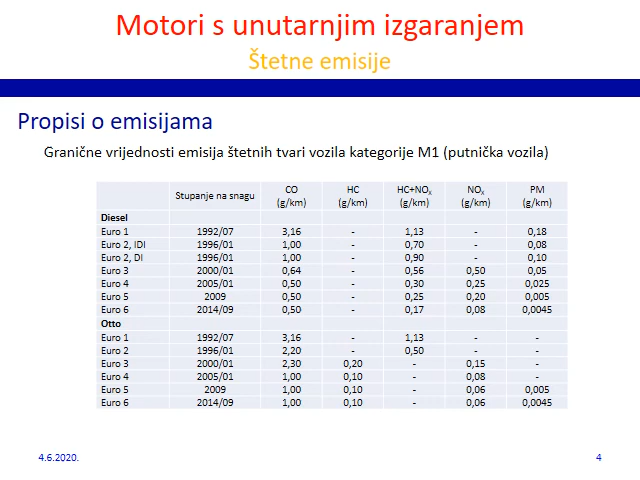 Motori s unutarnjim izgaranjem
Štetne emisije
Propisi o emisijama
Granične vrijednosti emisija štetnih tvari vozila kategorije M1 (putnička vozila)
Stupanje na snagu CO (g/km) HC (g/km) HC+NOX (g/km) NOX (g/km) PM (g/km)
Diesel
Euro 1 1992/07 3,16 - 1,13 - 0,18
Euro 2, IDI 1996/01 1,00 - 0,70 - 0,08
Euro 2, DI 1996/01 1,00 - 0,90 - 0,10
Euro 3 2000/01 0,64 - 0,56 0,50 0,05
Euro 4 2005/01 0,50 - 0,30 0,25 0,025
Euro 5 2009 0,50 - 0,25 0,20 0,005
Euro 6 2014/09 0,50 - 0,17 0,08 0,0045
Otto
Euro 1 1992/07 3,16 - 1,13 - -
Euro 2 1996/01 2,20 - 0,50 - -
Euro 3 2000/01 2,30 0,20 - 0,15 -
Euro 4 2005/01 1,00 0,10 - 0,08 -
Euro 5 2009 1,00 0,10 - 0,06 0,005
Euro 6 2014/09 1,00 0,10 - 0,06 0,0045
4.6.2020.
4